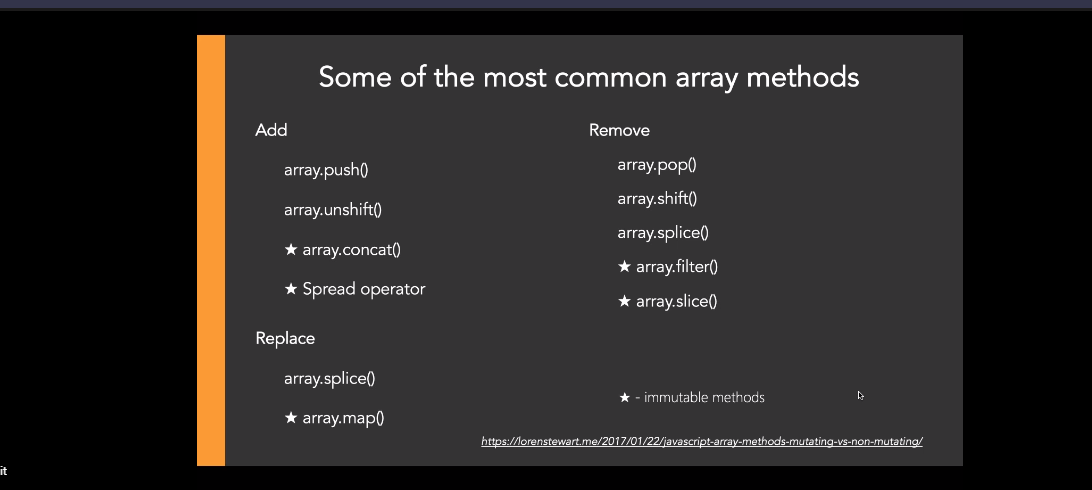 Some of the most common array methods
Add
array.push()
array.unshift()
★ array.concat()
★ Spread operator
Replace
array.splice()
★ array.map()
Remove
array.pop()
array.shift()
array.splice()
★ array.filter()
★ array.slice()
★ - immutable methods
https://lorenstewart.me/2017/01/22/javascript-array-methods-mutating-vs-non-mutating/
it